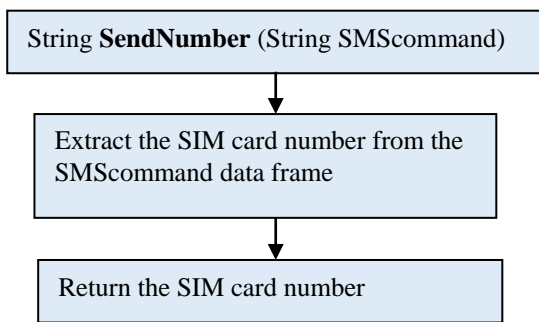 String SendNumber (String SMScommand)
Extract the SIM card number from the
SMScommand data frame
Return the SIM card number